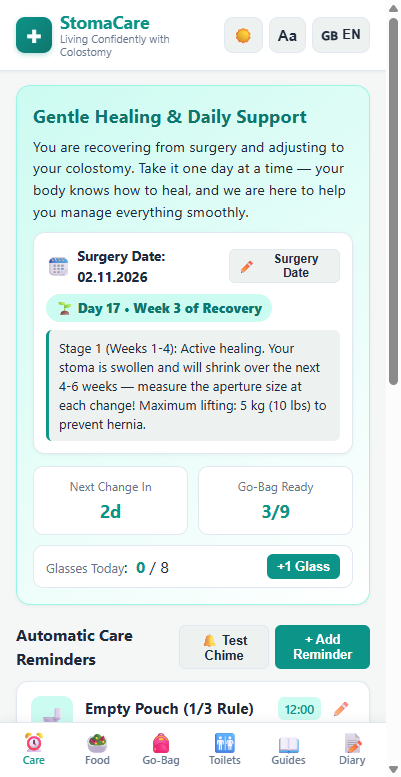 StomaCare
Living Confidently with
Colostomy
Aa
GB EN
Gentle Healing & Daily Support
You are recovering from surgery and adjusting to
your colostomy. Take it one day at a time — your
body knows how to heal, and we are here to help
you manage everything smoothly.
Surgery Date:
02.11.2026
Surgery
Date
Day 17 • Week 3 of Recovery
Stage 1 (Weeks 1-4): Active healing. Your
stoma is swollen and will shrink over the next
4-6 weeks — measure the aperture size at
each change! Maximum lifting: 5 kg (10 lbs) to
prevent hernia.
Next Change In
2d
Go-Bag Ready
3/9
Glasses Today: 0 / 8
+1 Glass
Automatic Care
Reminders
Test
Chime
+ Add
Reminder
Empty Pouch (1/3 Rule)
12:00
Care
Food
Go-Bag
Toilets
Guides
Diary